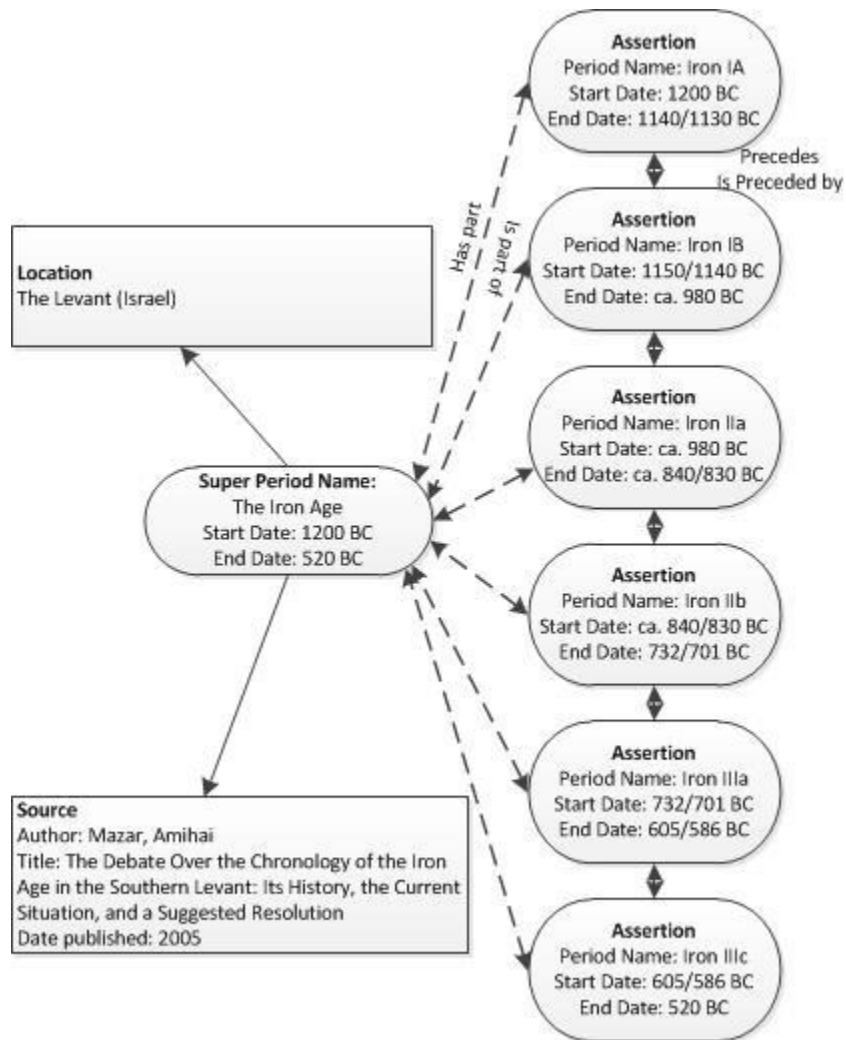 Assertion
Period Name: Iron IA
Start Date: 1200 BC
End Date: 1140/1130 BC
Precedes
Is Preceded by
Has part
Is part of
Assertion
Period Name: Iron IB
Start Date: 1150/1140 BC
End Date: ca. 980 BC
Location
The Levant (Israel)
Assertion
Period Name: Iron IIa
Start Date: ca. 980 BC
End Date: ca. 840/830 BC
Super Period Name:
The Iron Age
Start Date: 1200 BC
End Date: 520 BC
Assertion
Period Name: Iron IIb
Start Date: ca. 840/830 BC
End Date: 732/701 BC
Assertion
Period Name: Iron IIIa
Start Date: 732/701 BC
End Date: 605/586 BC
Source
Author: Mazar, Amihai
Title: The Debate Over the Chronology of the Iron
Age in the Southern Levant: Its History, the Current
Situation, and a Suggested Resolution
Date published: 2005
Assertion
Period Name: Iron IIIc
Start Date: 605/586 BC
End Date: 520 BC